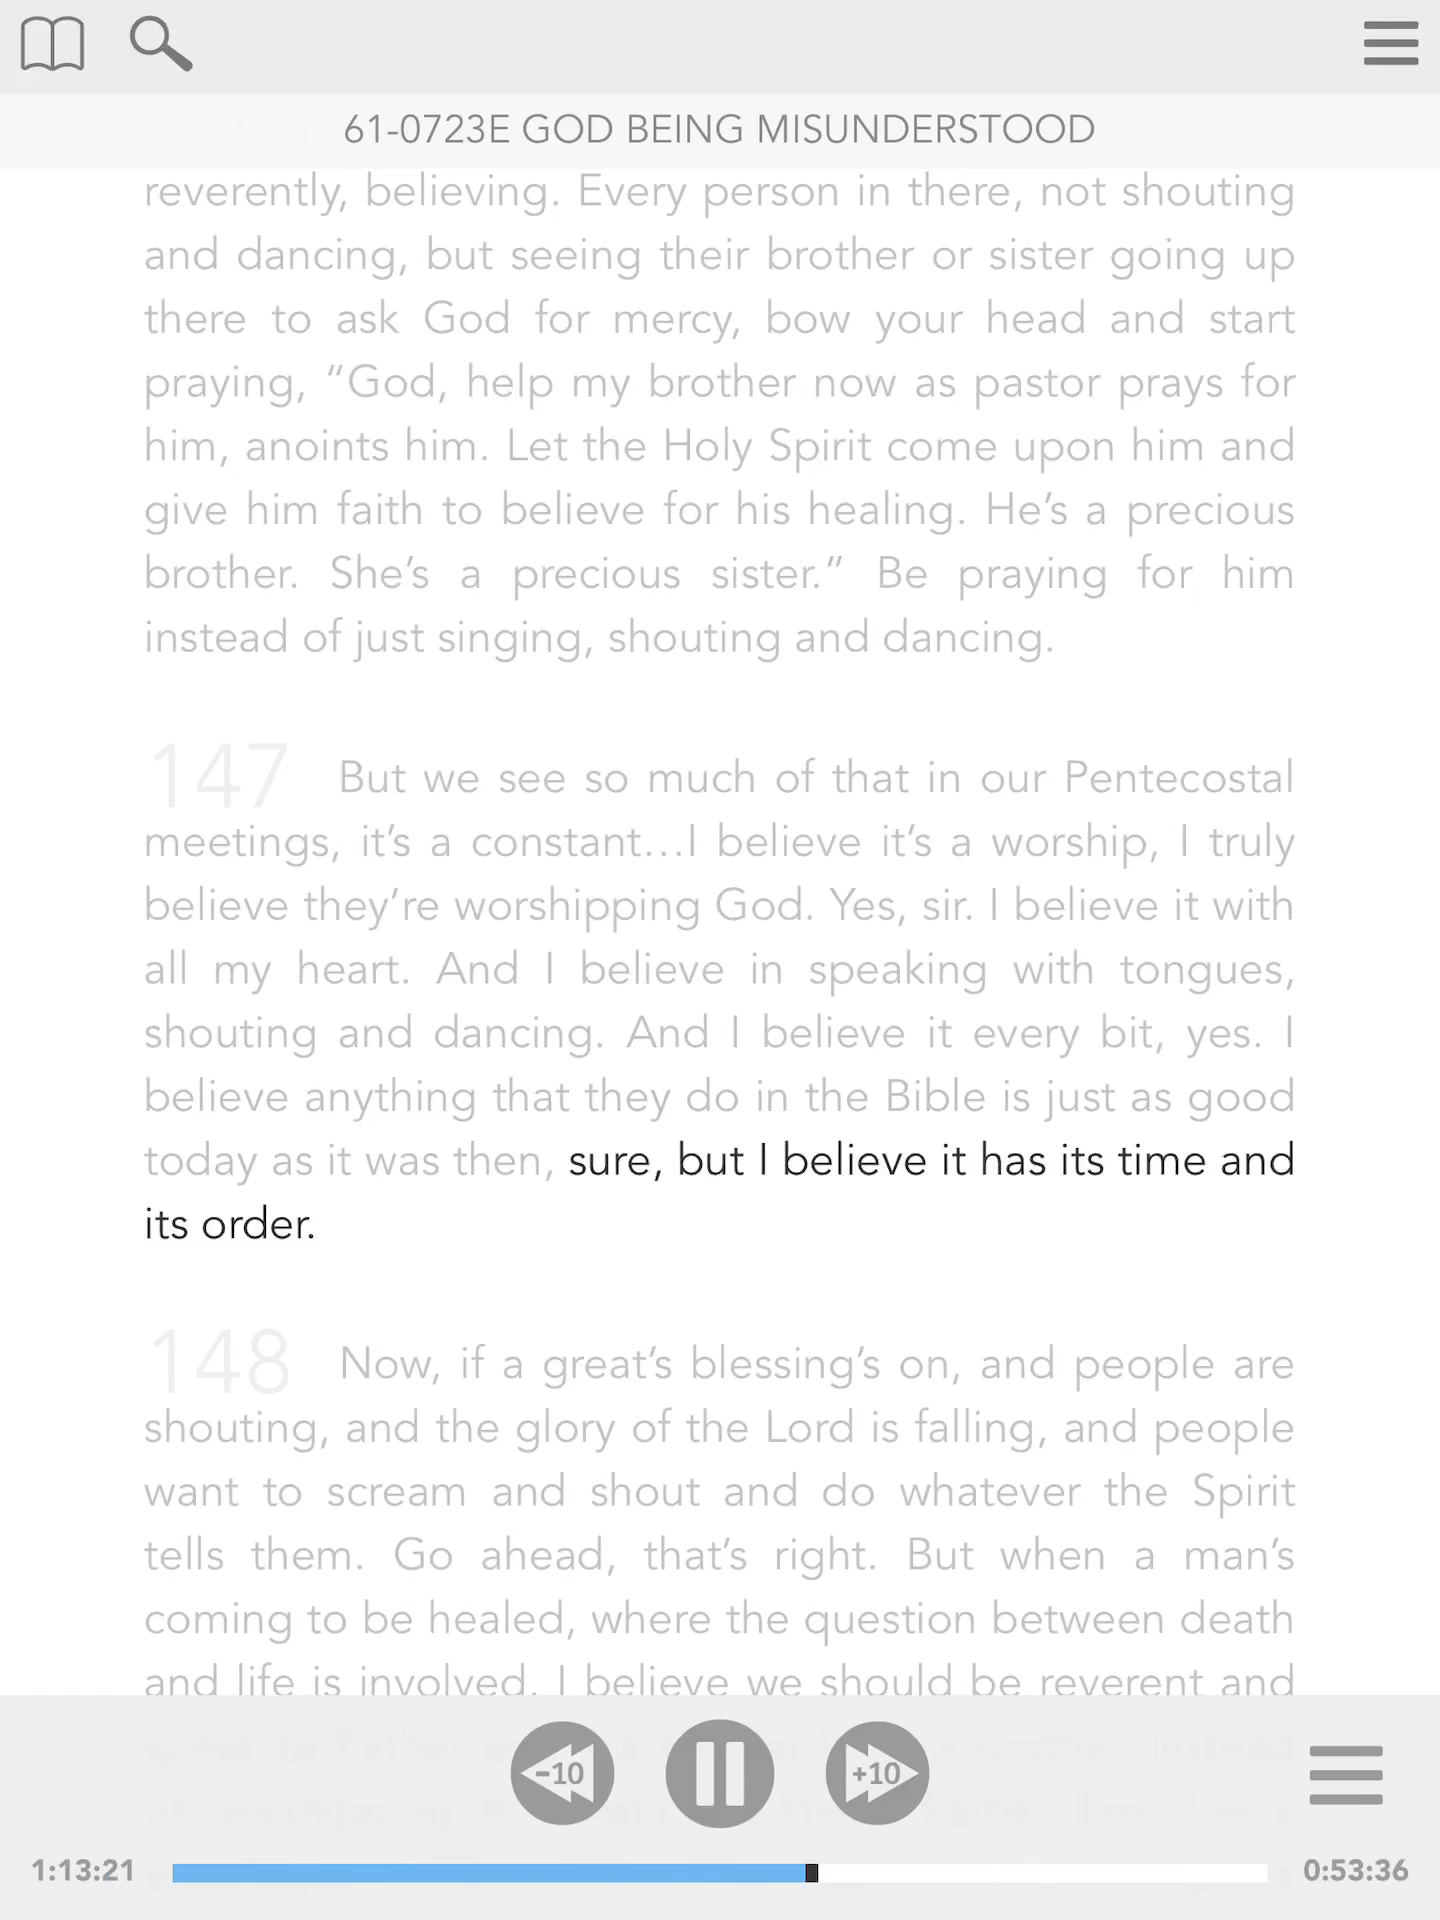 61-0723E GOD BEING MISUNDERSTOOD
reverently, believing. Every person in there, not shouting
and dancing, but seeing their brother or sister going up
there to ask God for mercy, bow your head and start
praying, “God, help my brother now as pastor prays for
him, anoints him. Let the Holy Spirit come upon him and
give him faith to believe for his healing. He’s a precious
brother. She’s a precious sister.” Be praying for him
instead of just singing, shouting and dancing.
147 But we see so much of that in our Pentecostal
meetings, it’s a constant…I believe it’s a worship, I truly
believe they’re worshipping God. Yes, sir. I believe it with
all my heart. And I believe in speaking with tongues,
shouting and dancing. And I believe it every bit, yes. I
believe anything that they do in the Bible is just as good
today as it was then, sure, but I believe it has its time and
its order.
148 Now, if a great’s blessing’s on, and people are
shouting, and the glory of the Lord is falling, and people
want to scream and shout and do whatever the Spirit
tells them. Go ahead, that’s right. But when a man’s
coming to be healed, where the question between death
and life is involved, I believe we should be reverent and
-10 +10
1:13:21 0:53:36